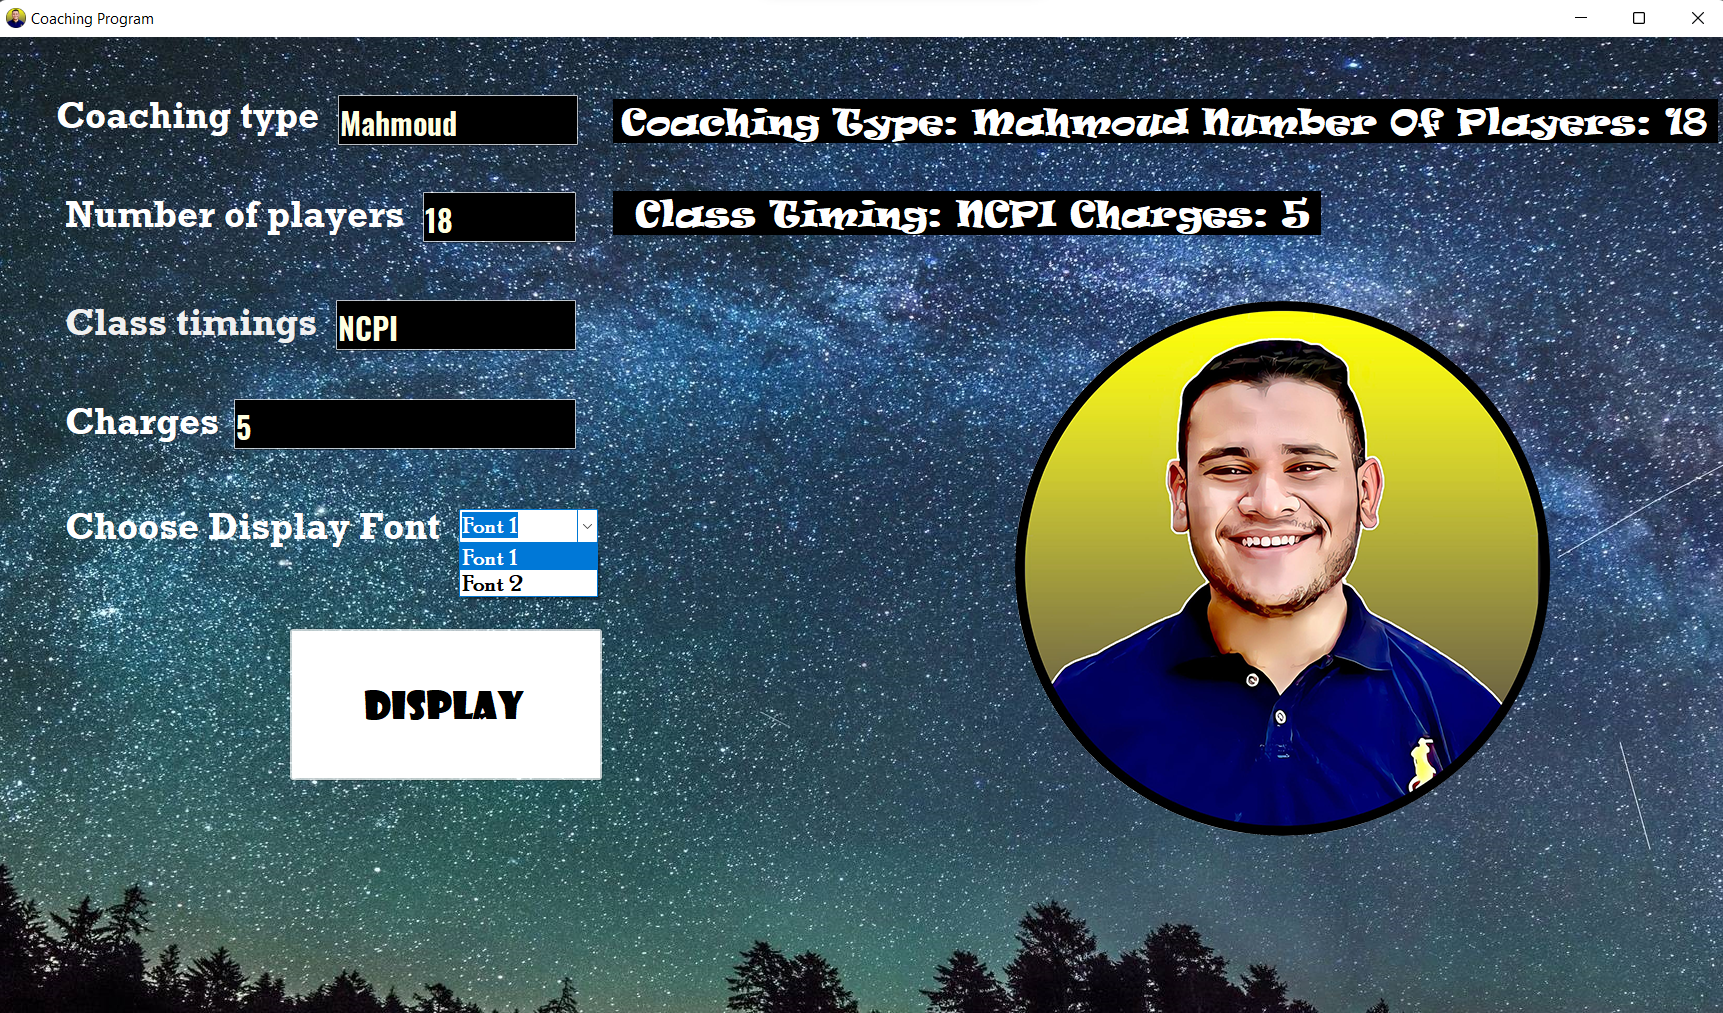 Coaching Program
Coaching type Mahmoud
Coaching Type: Mahmoud Number Of Players: 18
Number of players 18
Class Timing: NCPI Charges: 5
Class timings NCPI
Charges 5
Choose Display Font Font 1
Font 1
Font 2
DISPLAY